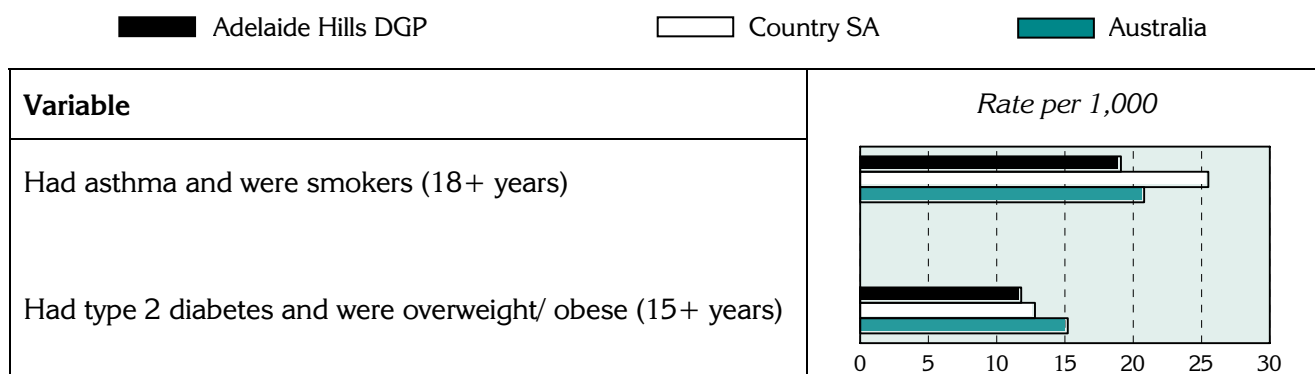 Adelaide Hills DGP Country SA Australia
Variable Rate per 1,000
Had asthma and were smokers (18+ years)
Had type 2 diabetes and were overweight/ obese (15+ years)
0 5 10 15 20 25 30